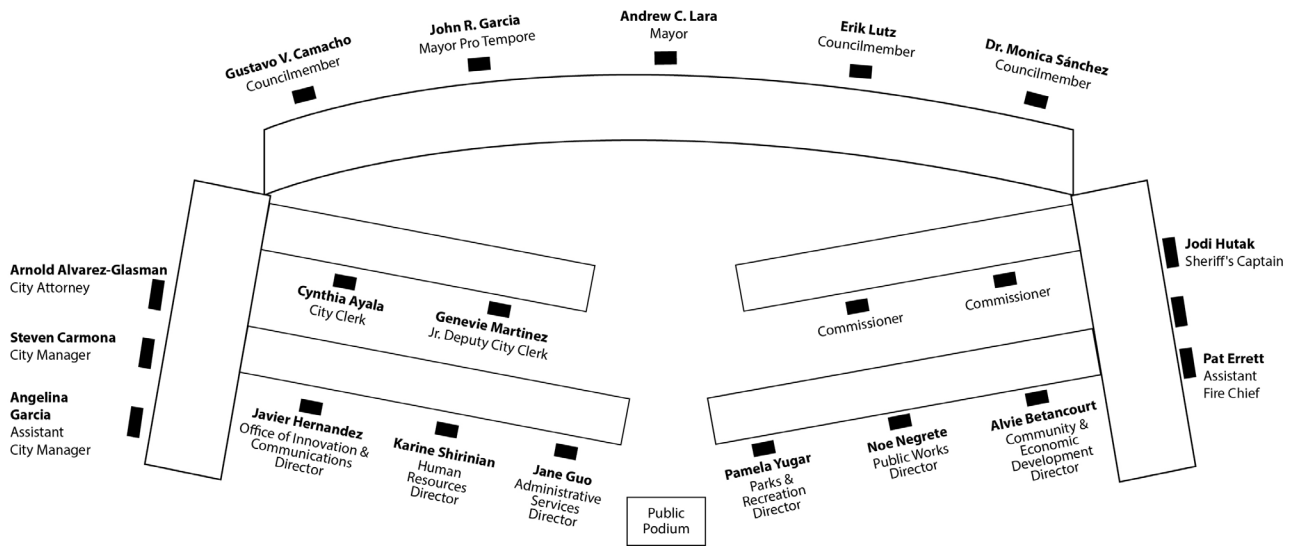 Gustavo V. Camacho
Councilmember
John R. Garcia
Mayor Pro Tempore
Andrew C. Lara
Mayor
Erik Lutz
Councilmember
Dr. Monica Sánchez
Councilmember
Arnold Alvarez-Glasman
City Attorney
Steven Carmona
City Manager
Angelina
Garcia
Assistant
City Manager
Cynthia Ayala
City Clerk
Genevie Martinez
Jr. Deputy City Clerk
Commissioner
Commissioner
Jodi Hutak
Sheriff's Captain
Pat Errett
Assistant
Fire Chief
Javier Hernandez
Office of Innovation &
Communications
Director
Karine Shirinian
Human
Resources
Director
Jane Guo
Administrative
Services
Director
Pamela Yugar
Parks &
Recreation
Director
Noe Negrete
Public Works
Director
Alvie Betancourt
Community &
Economic
Development
Director
Public
Podium